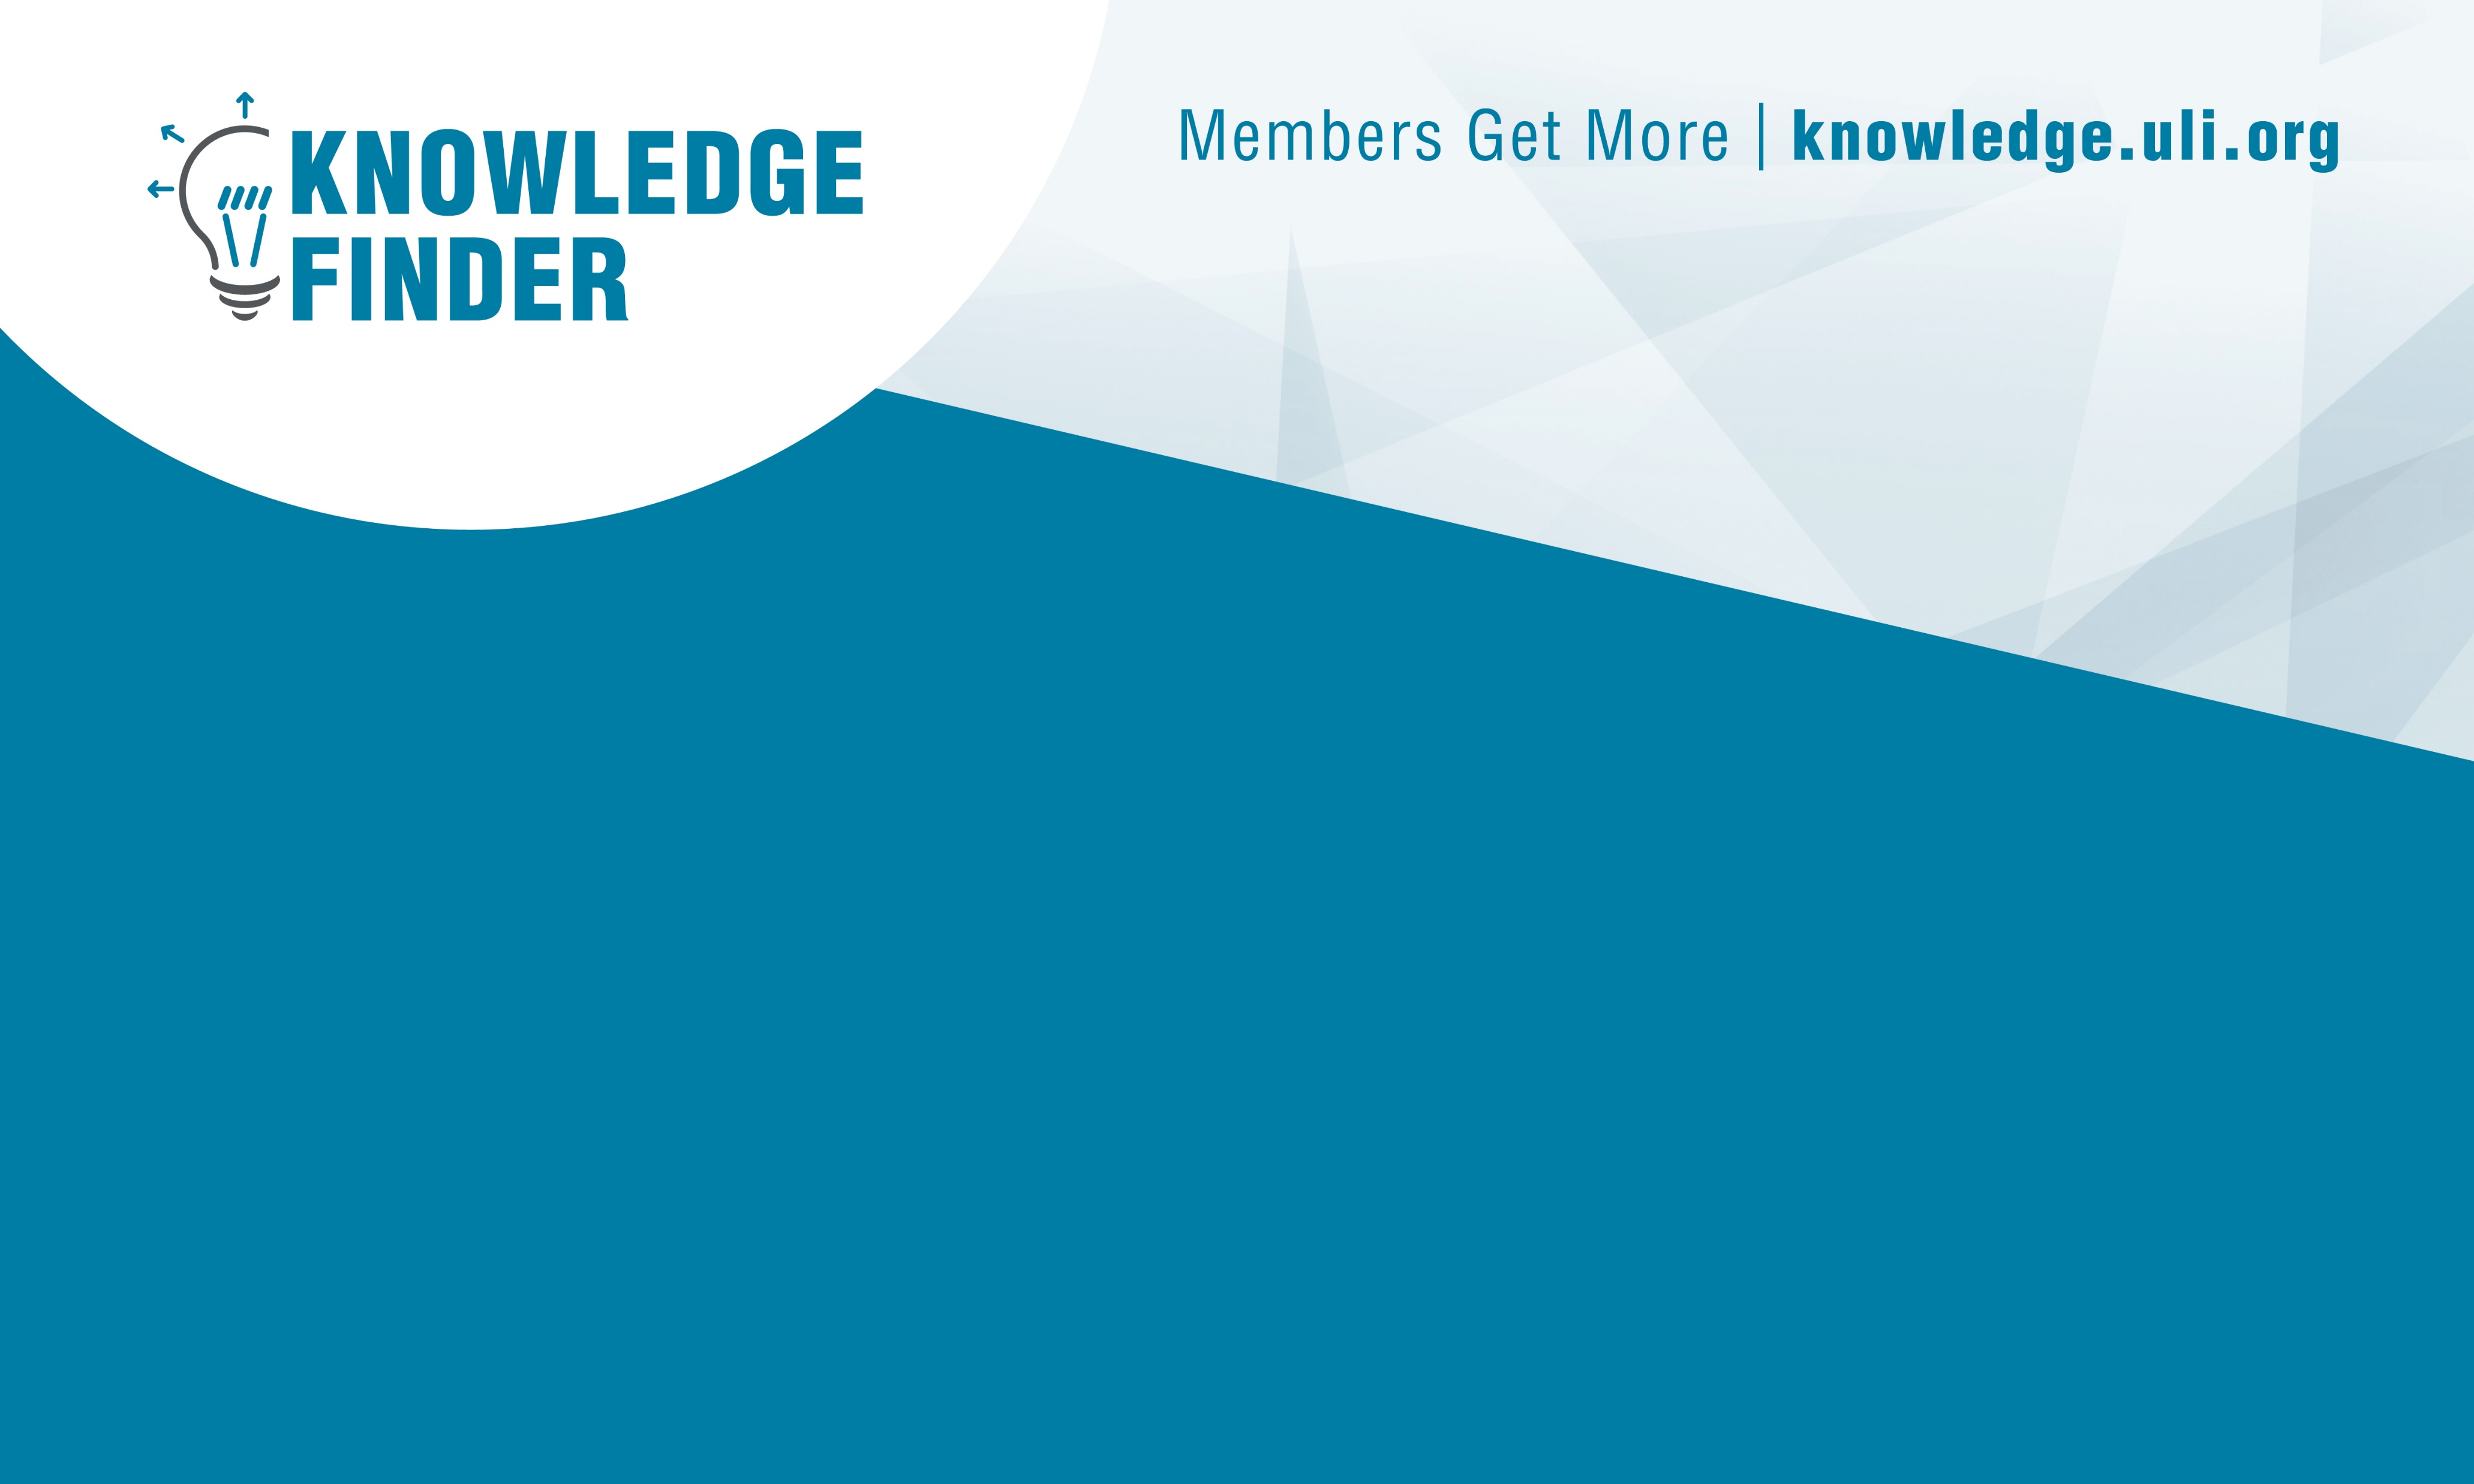 KNOWLEDGE
FINDER
Members Get More | knowledge.uli.org